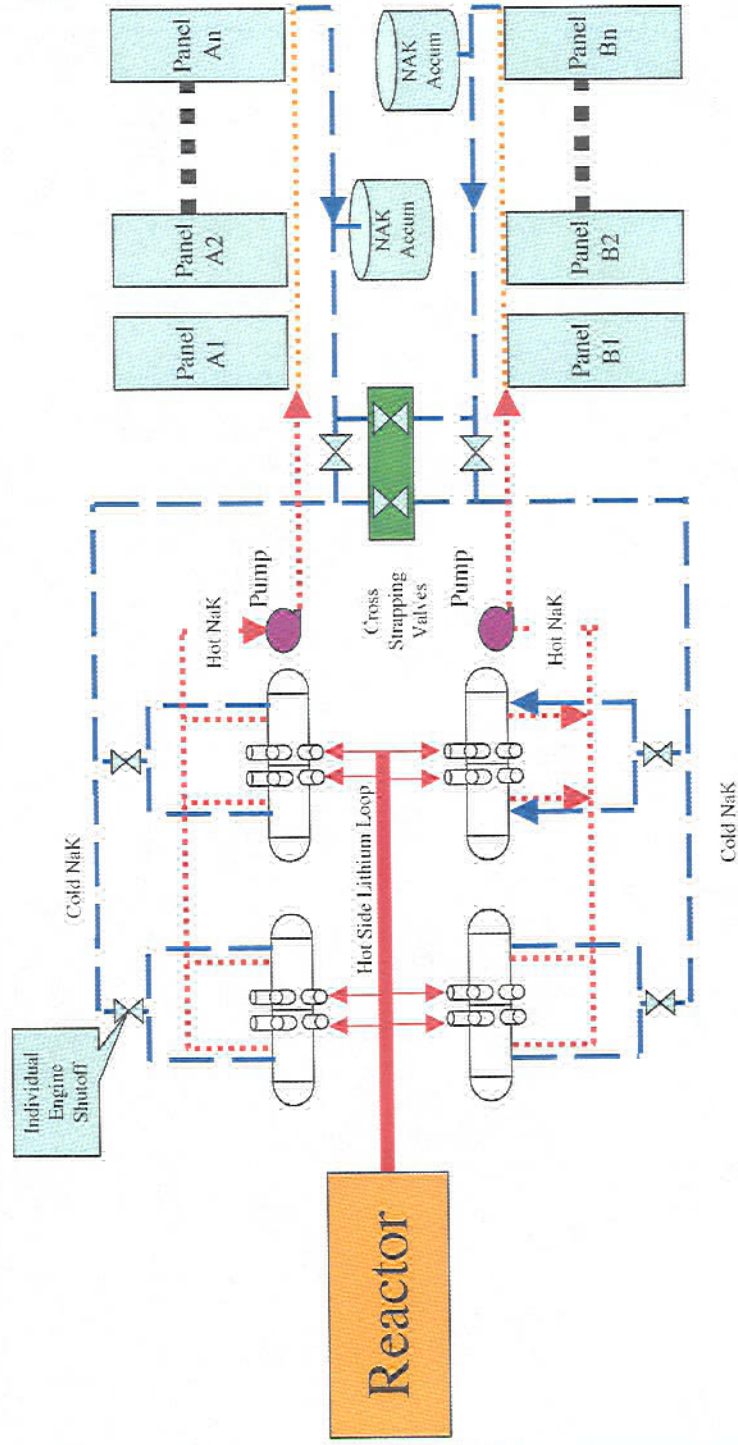 Individual
Engine
Shutoff
Cold NaK
Hot NaK
Pump
Panel
A1
Panel
A2
Panel
An
NAK
Accum
NAK
Accum
Reactor
Hot Side Lithium Loop
Cross
Strapping
Valves
Pump
Hot NaK
Cold NaK
Panel
B1
Panel
B2
Panel
Bn